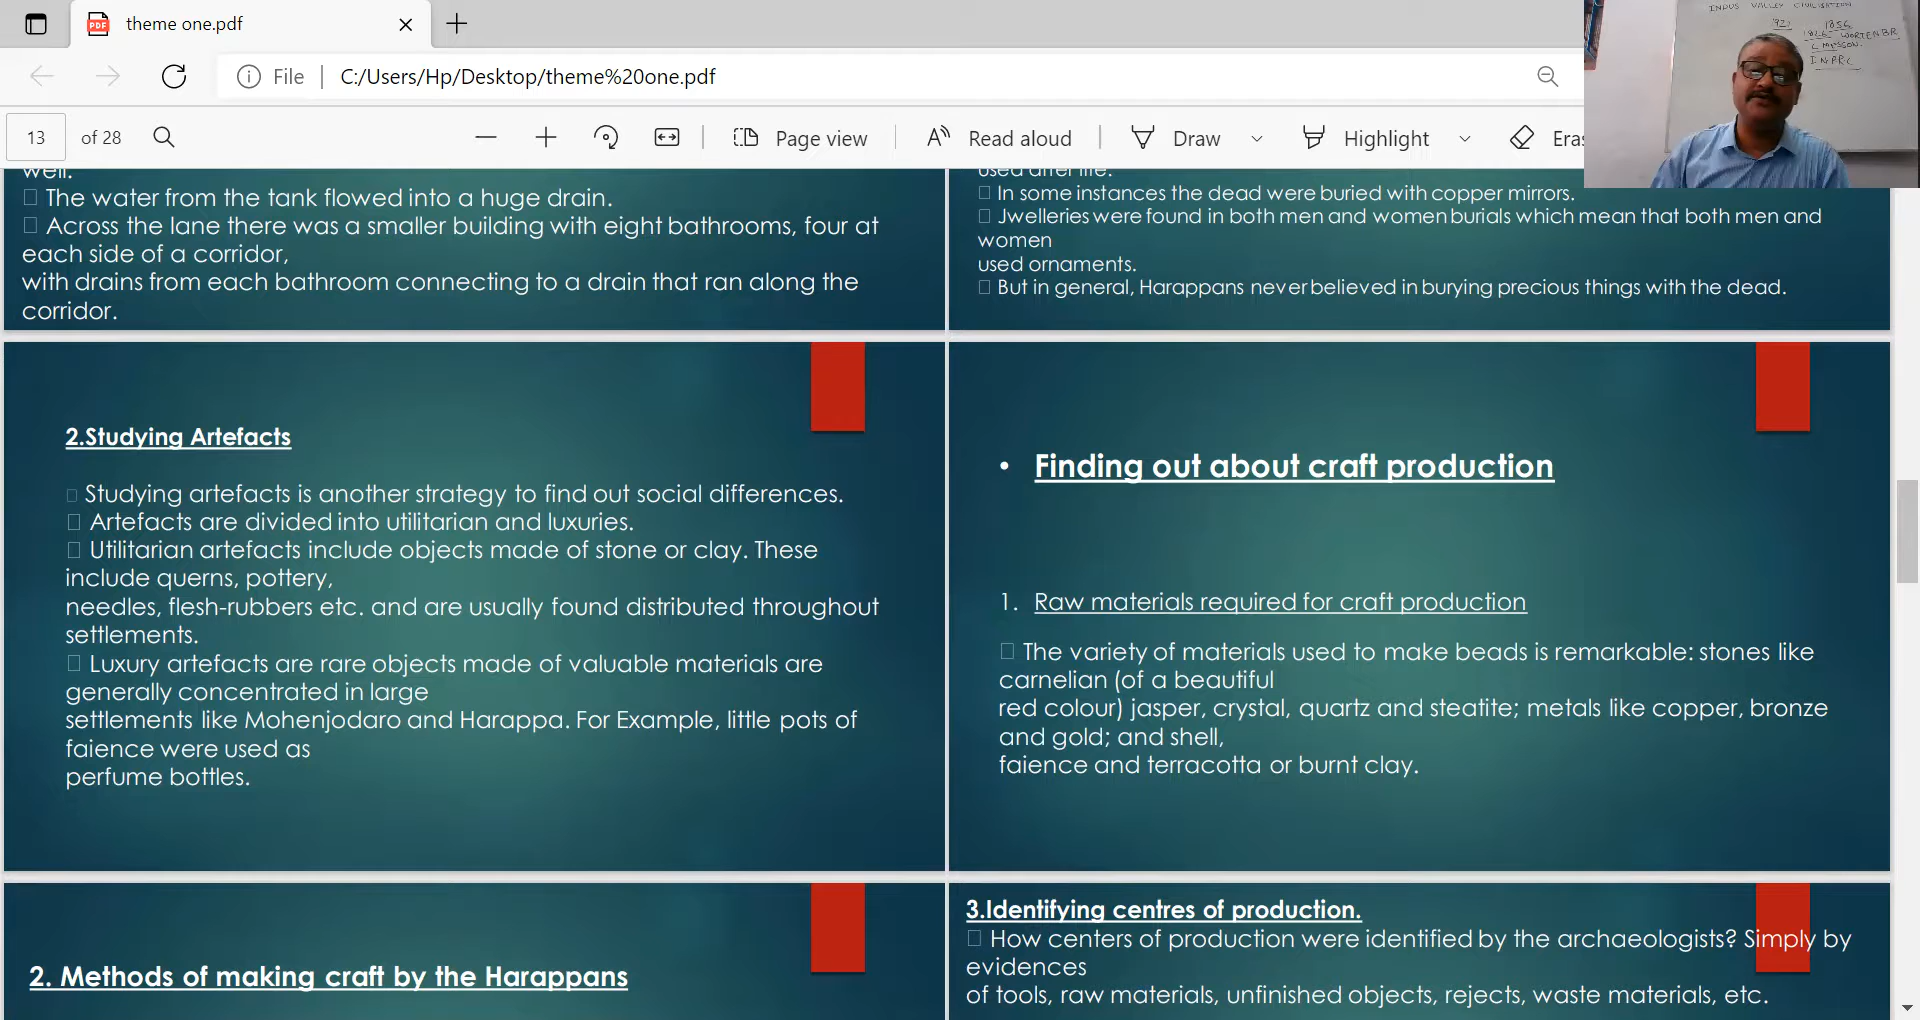 theme one.pdf
File
C:/Users/Hp/Desktop/theme%20one.pdf
13 of 28
Page view
Read aloud
Draw
Highlight
Eras
INDUS VALLEY CIVILISATION
1856
C MESSON
well.
The water from the tank flowed into a huge drain.
Across the lane there was a smaller building with eight bathrooms, four at
each side of a corridor,
with drains from each bathroom connecting to a drain that ran along the
corridor.
used after life.
In some instances the dead were buried with copper mirrors.
Jwelleries were found in both men and women burials which mean that both men and
women
used ornaments.
But in general, Harappans never believed in burying precious things with the dead.
2.Studying Artefacts
Studying artefacts is another strategy to find out social differences.
Artefacts are divided into utilitarian and luxuries.
Utilitarian artefacts include objects made of stone or clay. These
include querns, pottery,
needles, flesh-rubbers etc. and are usually found distributed throughout
settlements.
Luxury artefacts are rare objects made of valuable materials are
generally concentrated in large
settlements like Mohenjodaro and Harappa. For Example, little pots of
faience were used as
perfume bottles.
• Finding out about craft production
1. Raw materials required for craft production
The variety of materials used to make beads is remarkable: stones like
carnelian (of a beautiful
red colour) jasper, crystal, quartz and steatite; metals like copper, bronze
and gold; and shell,
faience and terracotta or burnt clay.
2. Methods of making craft by the Harappans
3.Identifying centres of production.
How centers of production were identified by the archaeologists? Simply by
evidences
of tools, raw materials, unfinished objects, rejects, waste materials, etc.